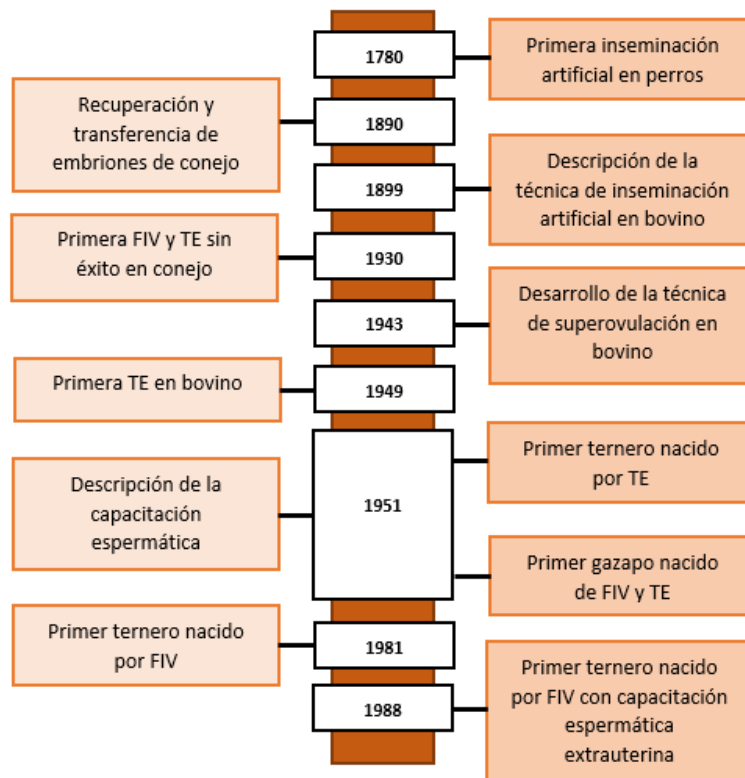 1780
Primera inseminación
artificial en perros
Recuperación y
transferencia de
embriones de conejo
1890
1899
Descripción de la
técnica de inseminación
artificial en bovino
Primera FIV y TE sin
éxito en conejo
1930
1943
Desarrollo de la técnica
de superovulación en
bovino
Primera TE en bovino
1949
Primer ternero nacido
por TE
Descripción de la
capacitación
espermática
1951
Primer gazapo nacido
de FIV y TE
Primer ternero nacido
por FIV
1981
1988
Primer ternero nacido
por FIV con capacitación
espermática
extrauterina